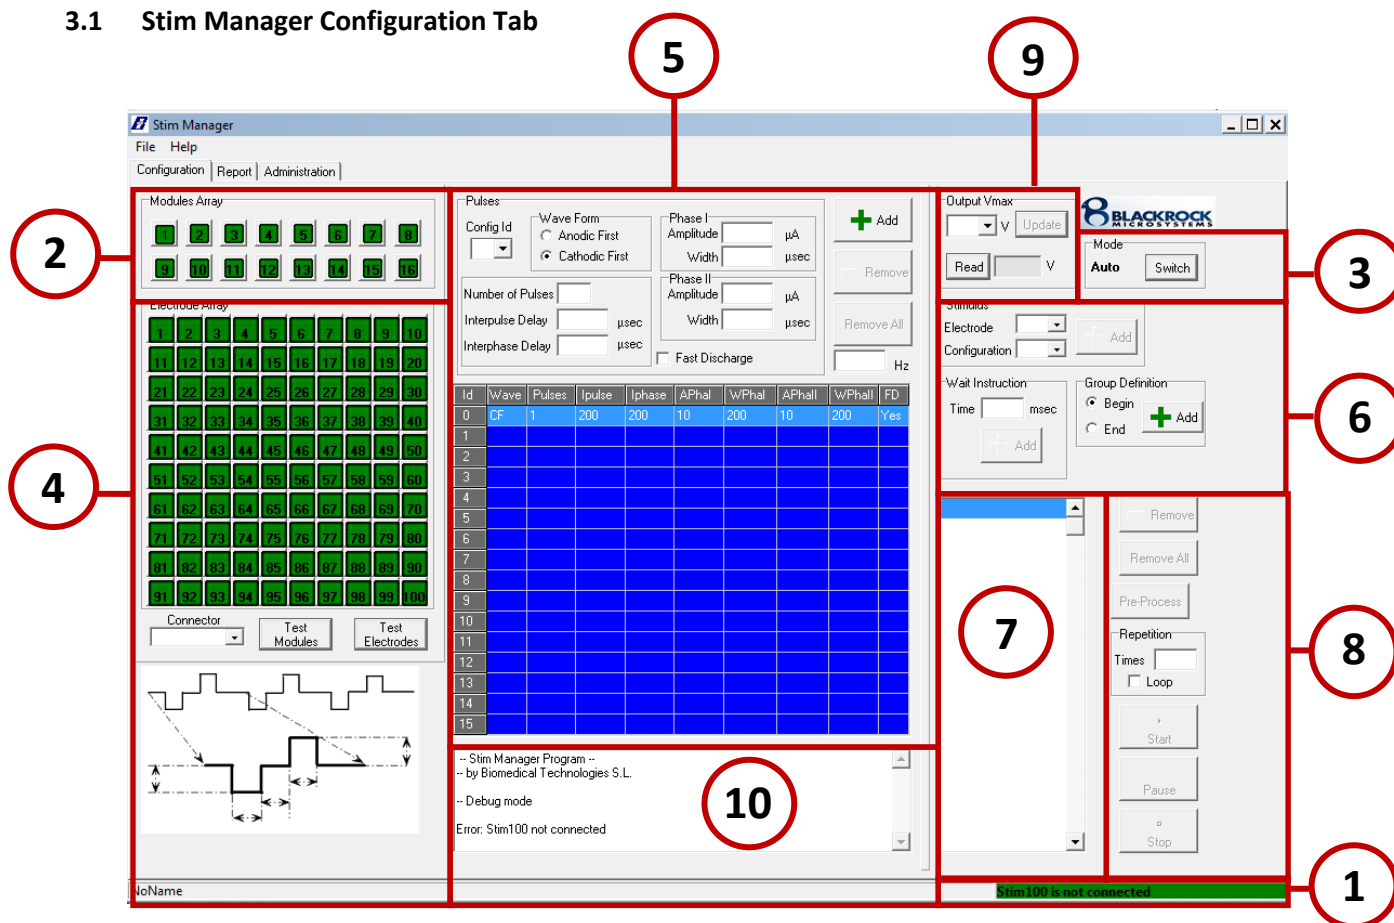 3.1 Stim Manager Configuration Tab
5
9
Stim Manager
File Help
Configuration Report Administration
Modules Array
1 2 3 4 5 6 7 8
9 10 11 12 13 14 15 16
2
Pulses
Config Id
Wave Form
Anodic First
Cathodic First
Phase I
Amplitude µA
Width µsec
Phase II
Amplitude µA
Width µsec
Number of Pulses
Interpulse Delay µsec
Interphase Delay µsec
Fast Discharge
Add
Remove
Remove All
Hz
Output Vmax
V Update
Read V
BLACKROCK
MICROSYSTEMS
Mode
Auto Switch
3
Electrode Array
1 2 3 4 5 6 7 8 9 10
11 12 13 14 15 16 17 18 19 20
21 22 23 24 25 26 27 28 29 30
31 32 33 34 35 36 37 38 39 40
41 42 43 44 45 46 47 48 49 50
51 52 53 54 55 56 57 58 59 60
61 62 63 64 65 66 67 68 69 70
71 72 73 74 75 76 77 78 79 80
81 82 83 84 85 86 87 88 89 90
91 92 93 94 95 96 97 98 99 100
4
Connector
Test
Modules
Test
Electrodes
Id Wave Pulses Ipulse Iphase APhaI WPhaI APhaII WPhaII FD
0 CF 1 200 200 10 200 10 200 Yes
1
2
3
4
5
6
7
8
9
10
11
12
13
14
15
Stimulus
Electrode
Configuration
Add
Wait Instruction
Time msec
Add
Group Definition
Begin
End
Add
6
7
Remove
Remove All
Pre-Process
Repetition
Times
Loop
Start
Pause
Stop
8
-- Stim Manager Program --
-- by Biomedical Technologies S.L.
-- Debug mode
Error: Stim100 not connected
10
NoName
Stim100 is not connected
1